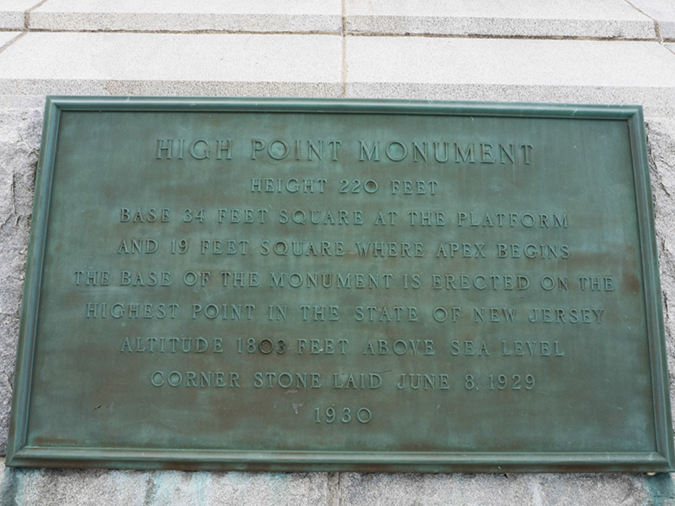 HIGH POINT MONUMENT
HEIGHT 220 FEET
BASE 34 FEET SQUARE AT THE PLATFORM
AND 19 FEET SQUARE WHERE APEX BEGINS
THE BASE OF THE MONUMENT IS ERECTED ON THE
HIGHEST POINT IN THE STATE OF NEW JERSEY
ALTITUDE 1803 FEET ABOVE SEA LEVEL
CORNER STONE LAID JUNE 8, 1929
1930